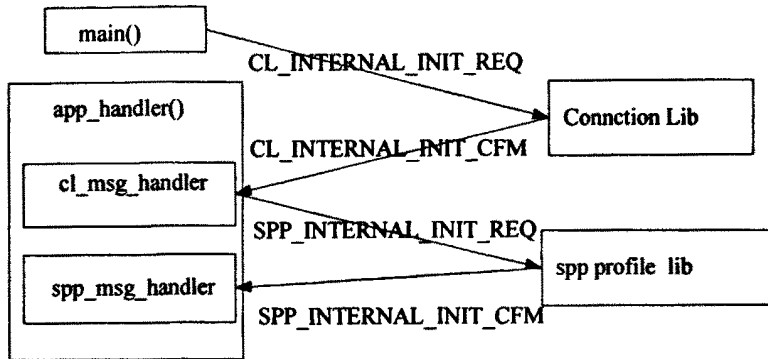 main()
CL_INTERNAL_INIT_REQ
app_handler()
Connction Lib
CL_INTERNAL_INIT_CFM
cl_msg_handler
SPP_INTERNAL_INIT_REQ
spp profile lib
spp_msg_handler
SPP_INTERNAL_INIT_CFM